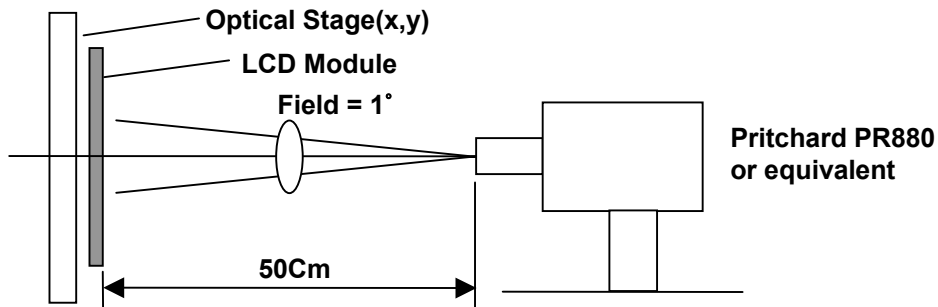 Optical Stage(x,y)
LCD Module
Field = 1˚
Pritchard PR880
or equivalent
50Cm